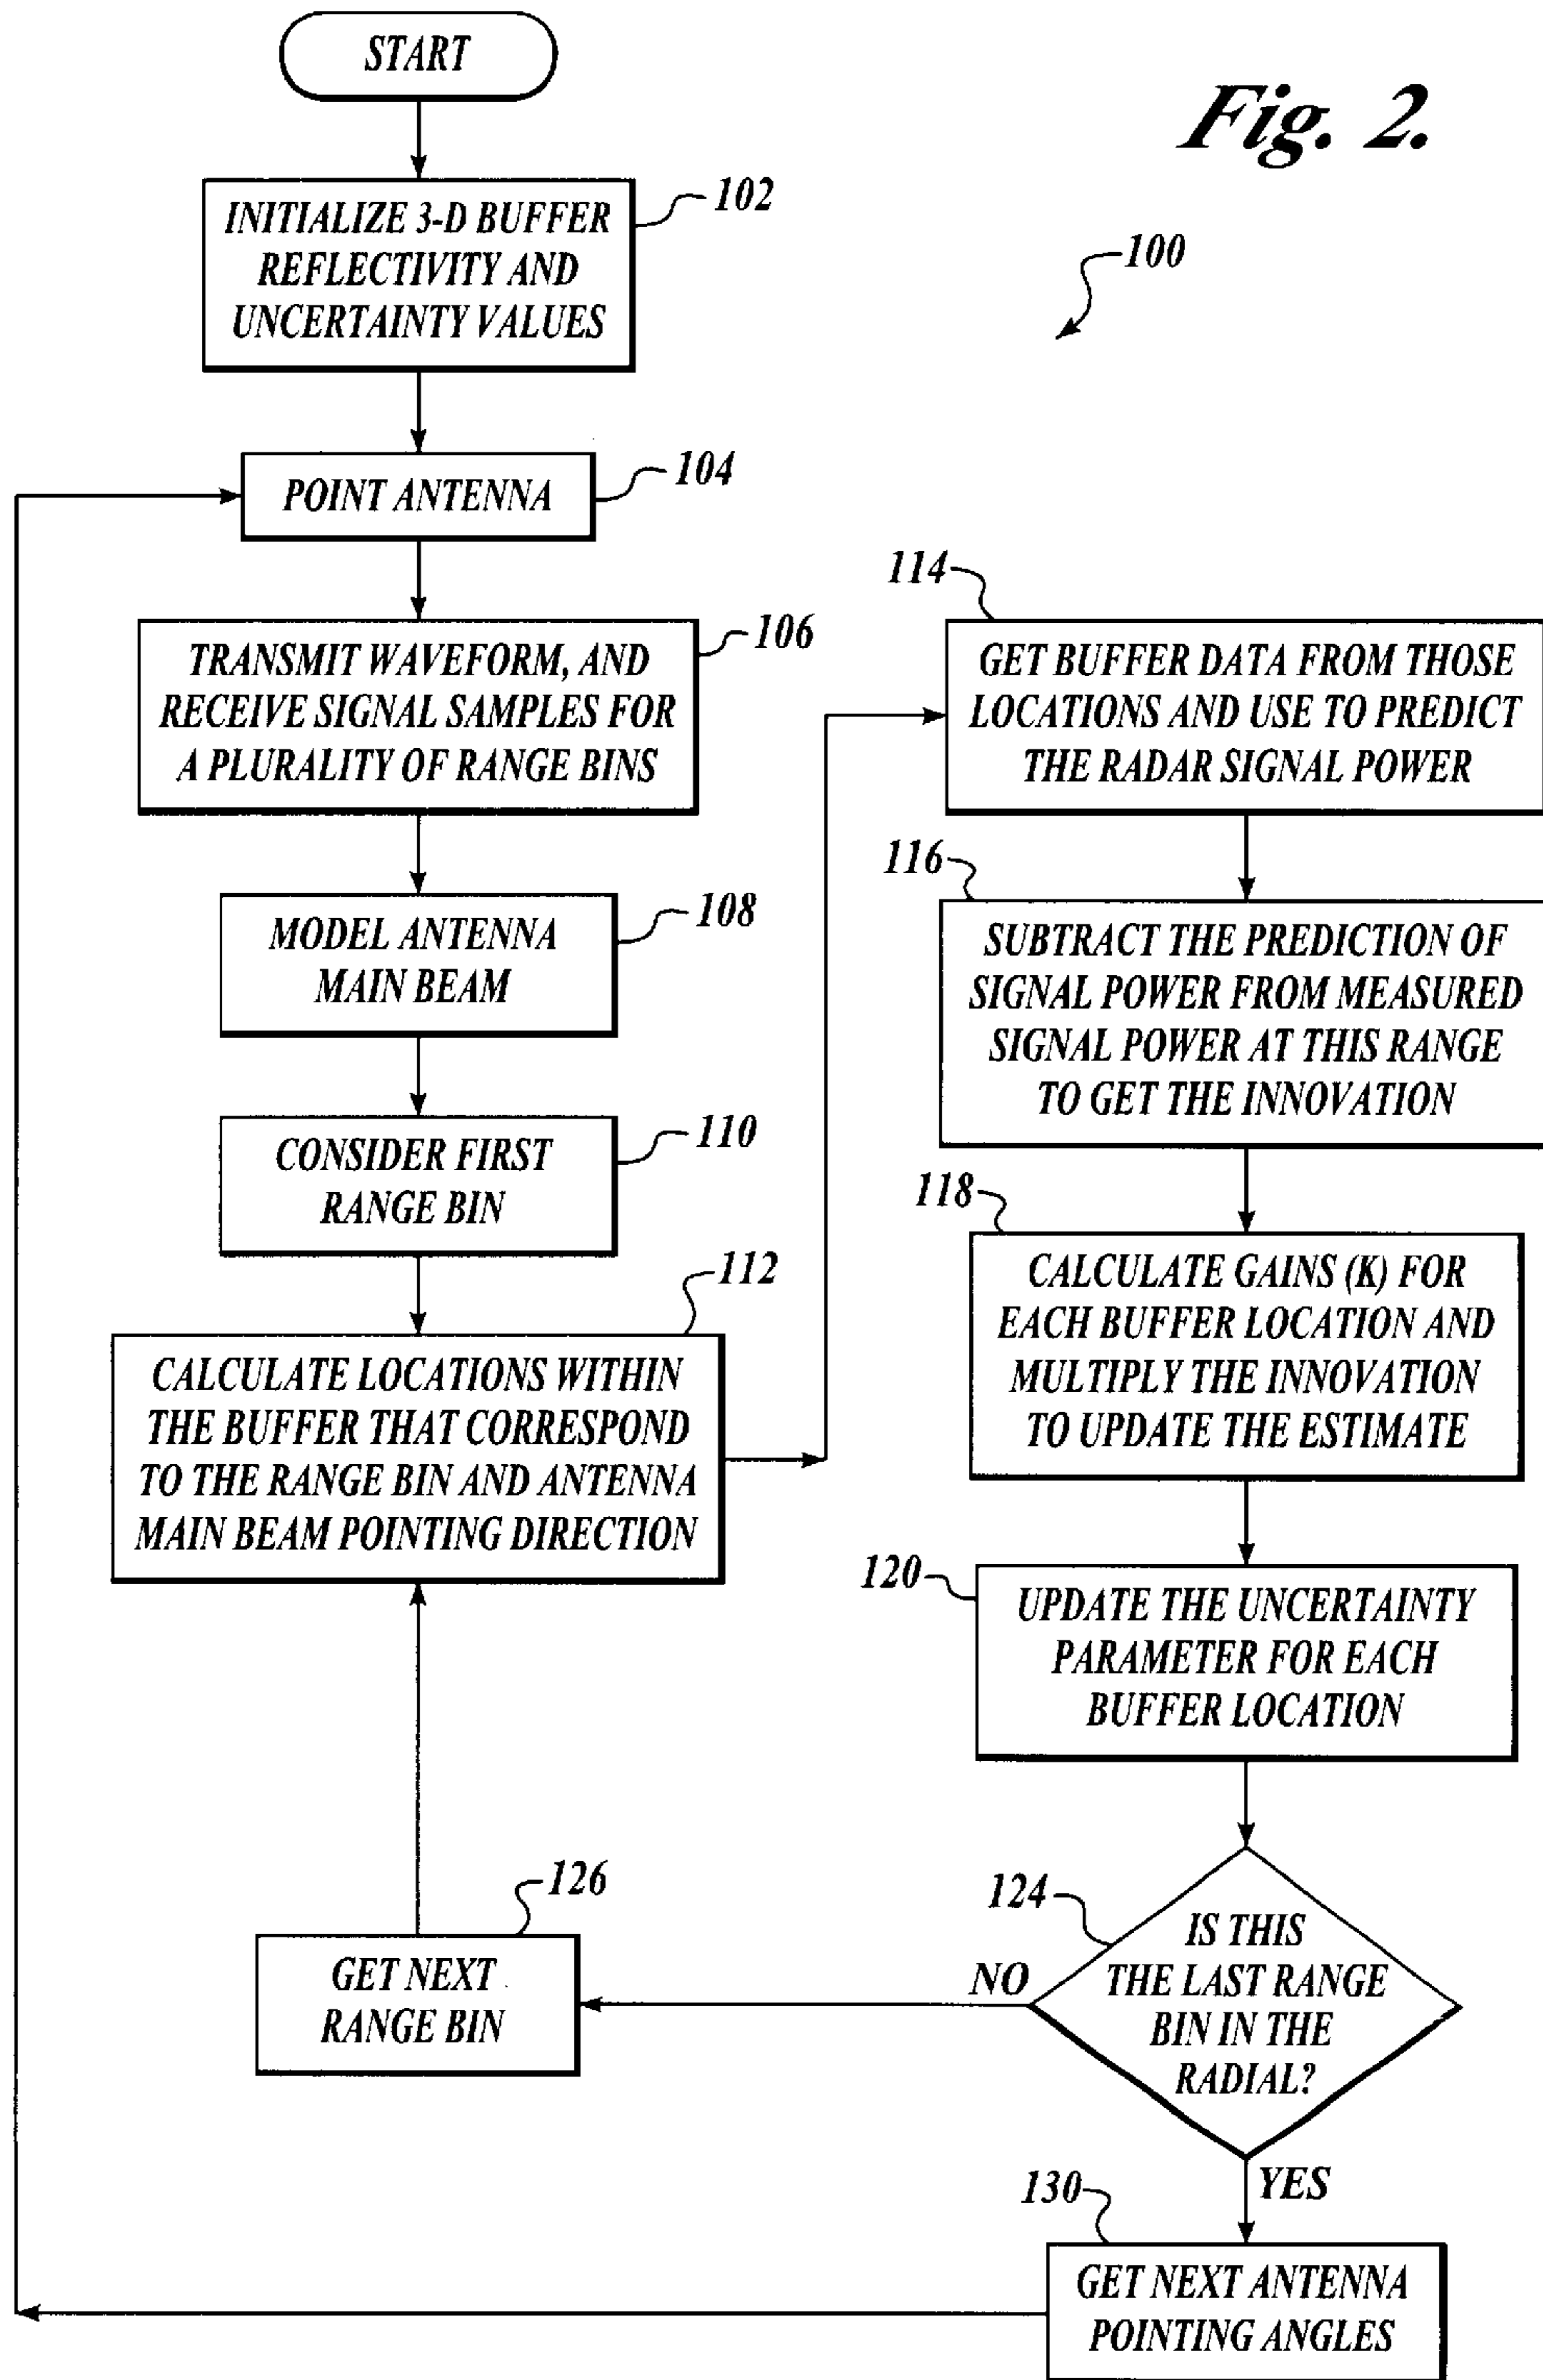 START
Fig. 2.
102
INITIALIZE 3-D BUFFER
REFLECTIVITY AND
UNCERTAINTY VALUES
100
104
POINT ANTENNA
106
TRANSMIT WAVEFORM, AND
RECEIVE SIGNAL SAMPLES FOR
A PLURALITY OF RANGE BINS
108
MODEL ANTENNA
MAIN BEAM
110
CONSIDER FIRST
RANGE BIN
112
CALCULATE LOCATIONS WITHIN
THE BUFFER THAT CORRESPOND
TO THE RANGE BIN AND ANTENNA
MAIN BEAM POINTING DIRECTION
114
GET BUFFER DATA FROM THOSE
LOCATIONS AND USE TO PREDICT
THE RADAR SIGNAL POWER
116
SUBTRACT THE PREDICTION OF
SIGNAL POWER FROM MEASURED
SIGNAL POWER AT THIS RANGE
TO GET THE INNOVATION
118
CALCULATE GAINS (K) FOR
EACH BUFFER LOCATION AND
MULTIPLY THE INNOVATION
TO UPDATE THE ESTIMATE
120
UPDATE THE UNCERTAINTY
PARAMETER FOR EACH
BUFFER LOCATION
124
IS THIS
THE LAST RANGE
BIN IN THE
RADIAL?
NO
126
GET NEXT
RANGE BIN
YES
130
GET NEXT ANTENNA
POINTING ANGLES